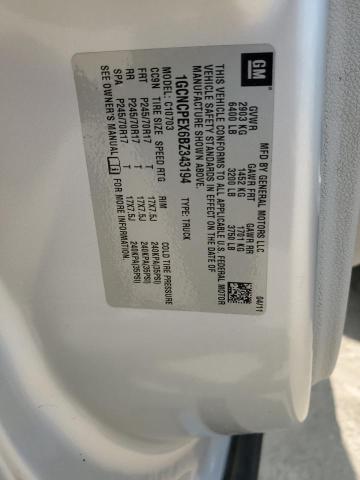 GM
MFD BY GENERAL MOTORS LLC
04/11
GVWR GAWR FRT GAWR RR
2903 KG 1452 KG 1701 KG
6400 LB 3200 LB 3750 LB
THIS VEHICLE CONFORMS TO ALL APPLICABLE U.S. FEDERAL MOTOR
VEHICLE SAFETY STANDARDS IN EFFECT ON THE DATE OF
MANUFACTURE SHOWN ABOVE.
1GCNCPEX6BZ343194 TYPE: TRUCK
MODEL: C10703
CC9N TIRE SIZE SPEED RTG RIM COLD TIRE PRESSURE
FRT P245/70R17 T 17X7.5J 240KPA(35PSI)
RR P245/70R17 T 17X7.5J 240KPA(35PSI)
SPA P245/70R17 T 17X7.5J 240KPA(35PSI)
SEE OWNER'S MANUAL FOR MORE INFORMATION.